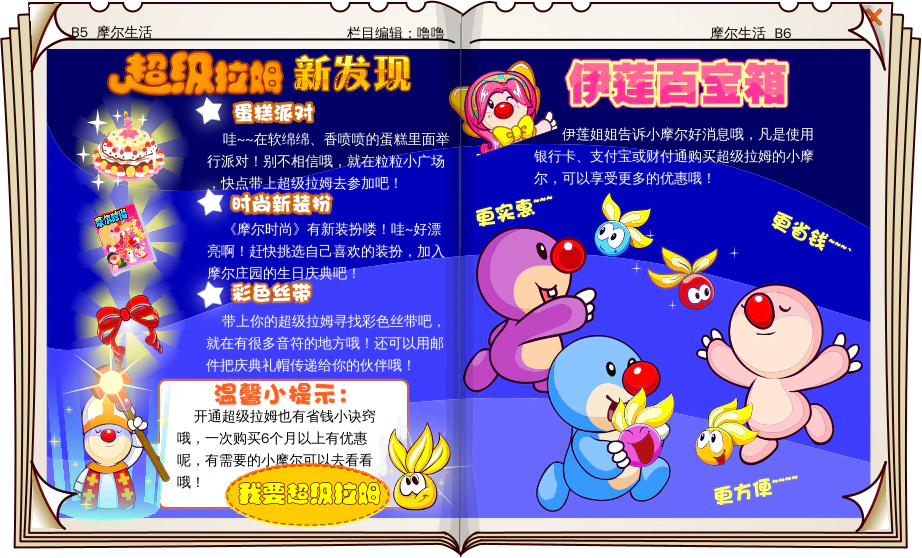 B5 摩尔生活
栏目编辑：噜噜
超级拉姆 新发现
蛋糕派对
哇~~在软绵绵、香喷喷的蛋糕里面举
行派对！别不相信哦，就在粒粒小广场
，快点带上超级拉姆去参加吧！
时尚新装扮
《摩尔时尚》有新装扮喽！哇~好漂
亮啊！赶快挑选自己喜欢的装扮，加入
摩尔庄园的生日庆典吧！
彩色丝带
带上你的超级拉姆寻找彩色丝带吧，
就在有很多音符的地方哦！还可以用邮
件把庆典礼帽传递给你的伙伴哦！
温馨小提示：
开通超级拉姆也有省钱小诀窍
哦，一次购买6个月以上有优惠
呢，有需要的小摩尔可以去看看
哦！
我要超级拉姆
摩尔生活 B6
伊莲百宝箱
伊莲姐姐告诉小摩尔好消息哦，凡是使用
银行卡、支付宝或财付通购买超级拉姆的小摩
尔，可以享受更多的优惠哦！
更实惠~~~
更省钱~~~
更方便~~~~